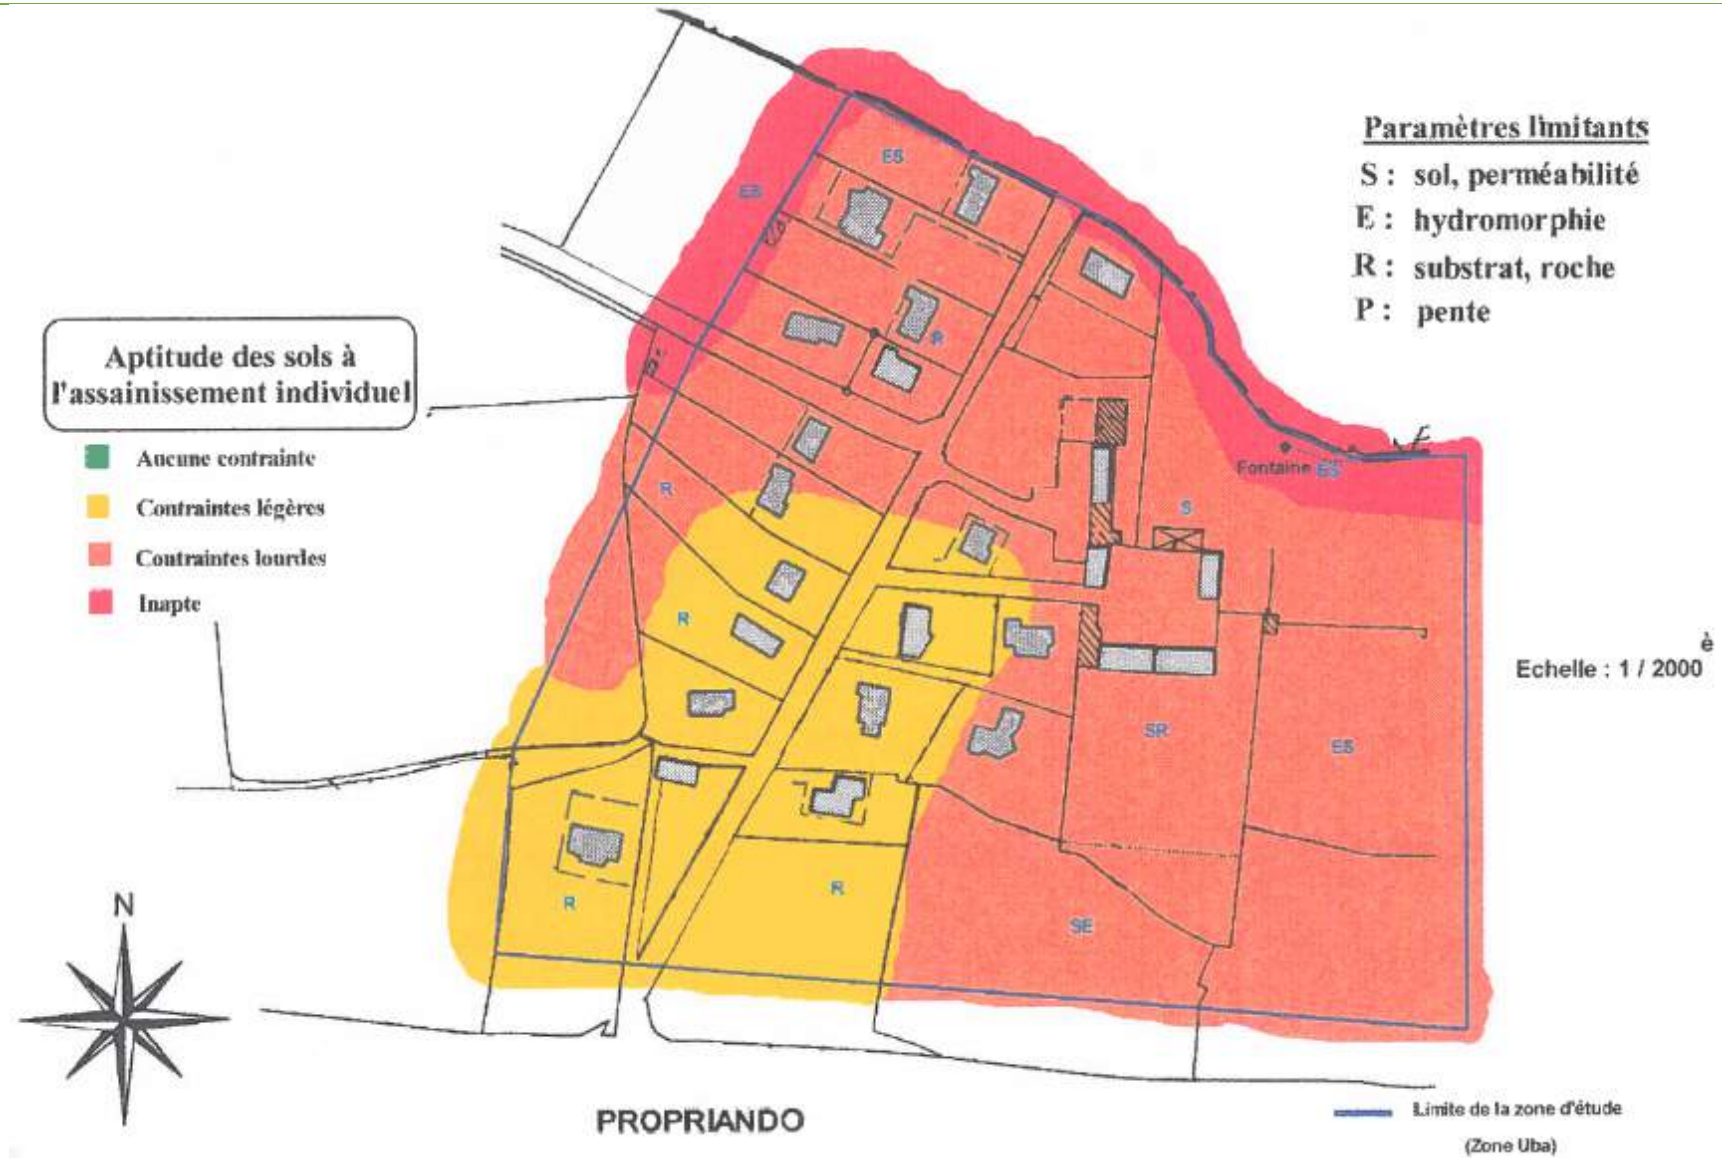 Paramètres limitants
S : sol, perméabilité
E : hydromorphie
R : substrat, roche
P : pente
Aptitude des sols à
l'assainissement individuel
Aucune contrainte
Contraintes légères
Contraintes lourdes
Inapte
ES
ES
R
R
S
Fontaine
ES
R
SR
ES
R
R
SE
è
Echelle : 1 / 2000
N
PROPRIANDO
Limite de la zone d'étude
(Zone Uba)